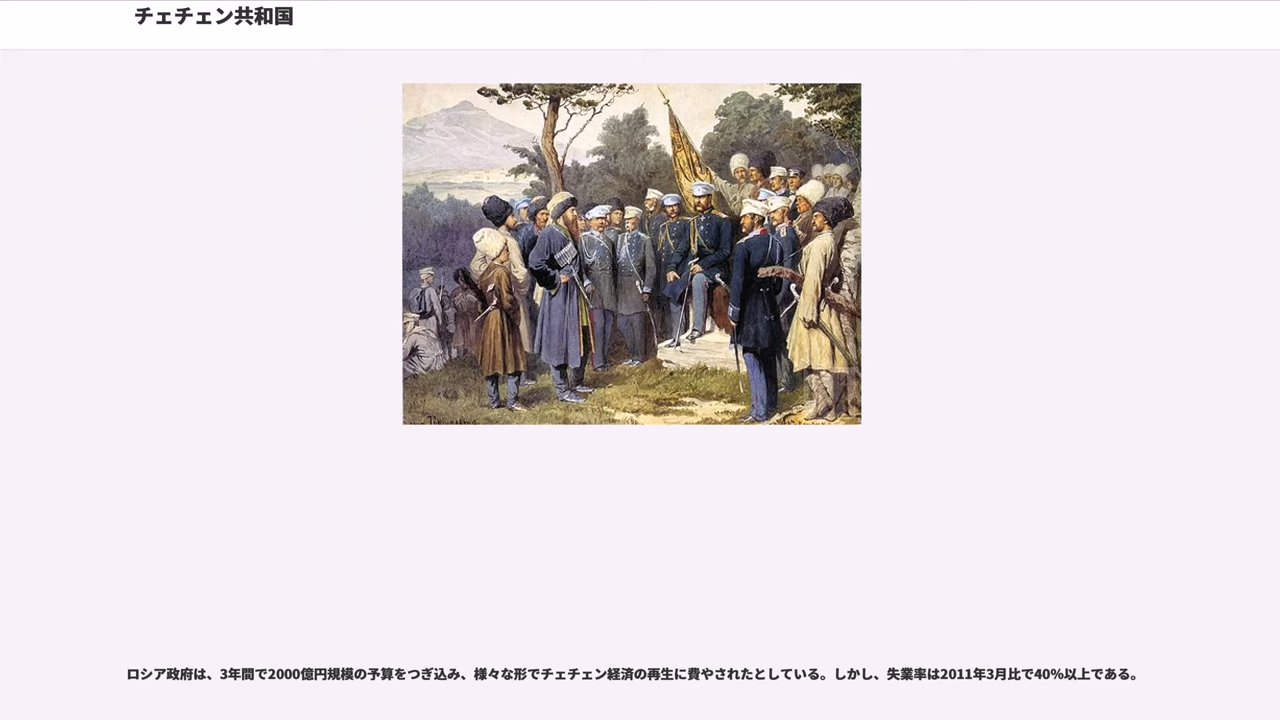 チェチェン共和国
ロシア政府は、3年間で2000億円規模の予算をつぎ込み、様々な形でチェチェン経済の再生に費やされたとしている。しかし、失業率は2011年3月比で40%以上である。